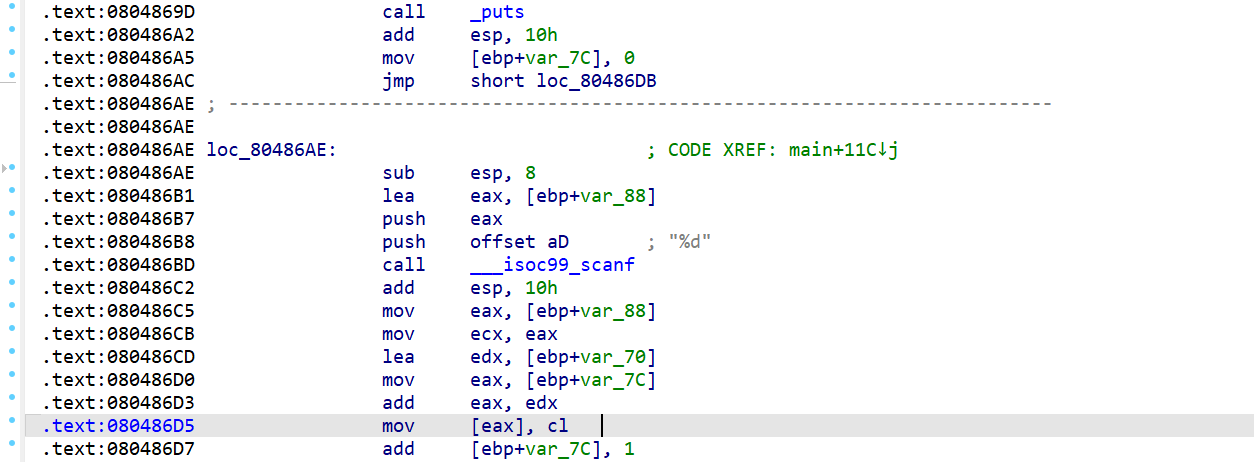 .text:0804869D call _puts
.text:080486A2 add esp, 10h
.text:080486A5 mov [ebp+var_7C], 0
.text:080486AC jmp short loc_80486DB
.text:080486AE ; ---------------------------------------------------------------------------
.text:080486AE
.text:080486AE loc_80486AE: ; CODE XREF: main+11C↓j
.text:080486AE sub esp, 8
.text:080486B1 lea eax, [ebp+var_88]
.text:080486B7 push eax
.text:080486B8 push offset aD ; "%d"
.text:080486BD call ___isoc99_scanf
.text:080486C2 add esp, 10h
.text:080486C5 mov eax, [ebp+var_88]
.text:080486CB mov ecx, eax
.text:080486CD lea edx, [ebp+var_70]
.text:080486D0 mov eax, [ebp+var_7C]
.text:080486D3 add eax, edx
.text:080486D5 mov [eax], cl
.text:080486D7 add [ebp+var_7C], 1